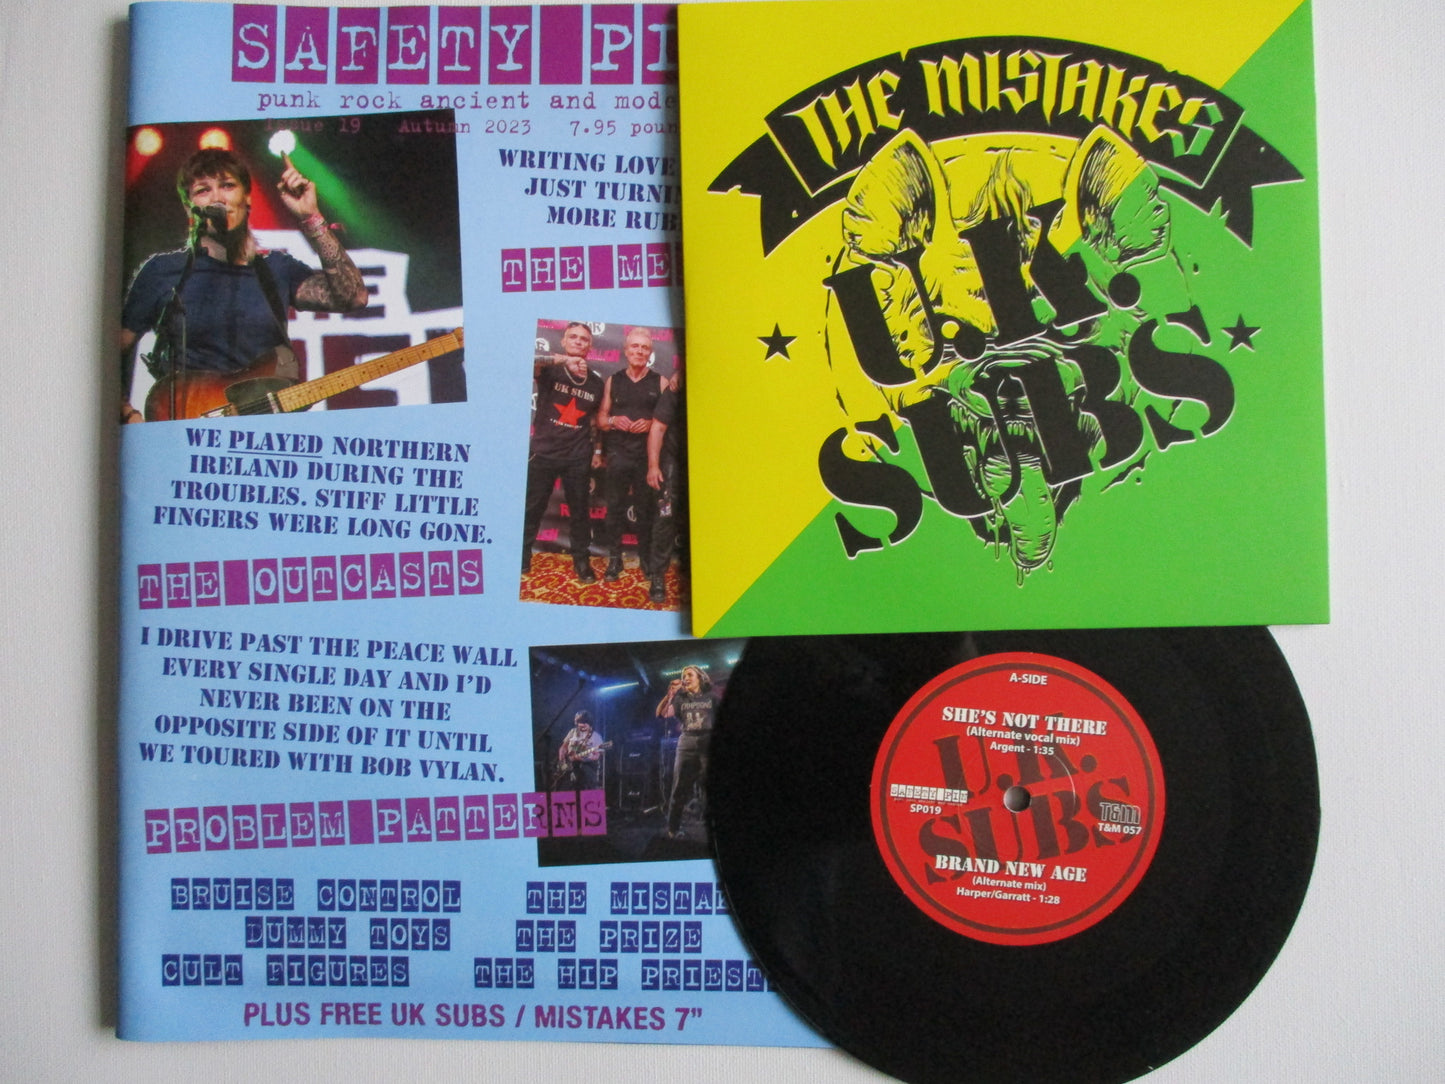 SAFETY PI
punk rock ancient and mode
Issue 19 Autumn 2023 7.95 poun
WRITING LOVE
JUST TURNIN
MORE RUB
THE ME
UK SUBS
WE PLAYED NORTHERN
IRELAND DURING THE
TROUBLES. STIFF LITTLE
FINGERS WERE LONG GONE.
THE OUTCASTS
I DRIVE PAST THE PEACE WALL
EVERY SINGLE DAY AND I'D
NEVER BEEN ON THE
OPPOSITE SIDE OF IT UNTIL
WE TOURED WITH BOB VYLAN.
PROBLEM PATTERNS
BRUISE CONTROL THE MISTAK
DUMMY TOYS THE PRIZE
CULT FIGURES THE HIP PRIEST
PLUS FREE UK SUBS / MISTAKES 7"
THE MISTAKES
U.K.
SUBS
A-SIDE
SHE'S NOT THERE
(Alternate vocal mix)
Argent - 1:35
U.K.
SUBS
SAFETY PIN
SP019
T&M
T&M 057
BRAND NEW AGE
(Alternate mix)
Harper/Garratt - 1:28